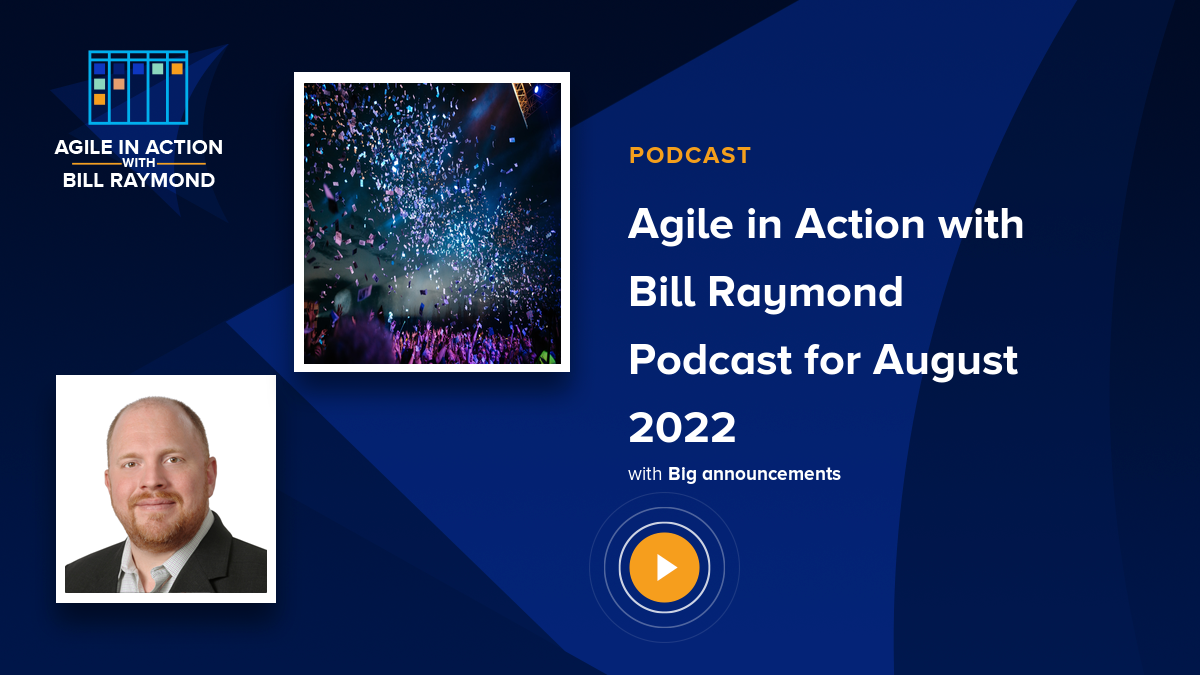 AGILE IN ACTION
WITH
BILL RAYMOND
PODCAST
Agile in Action with
Bill Raymond
Podcast for August
2022
with Big announcements